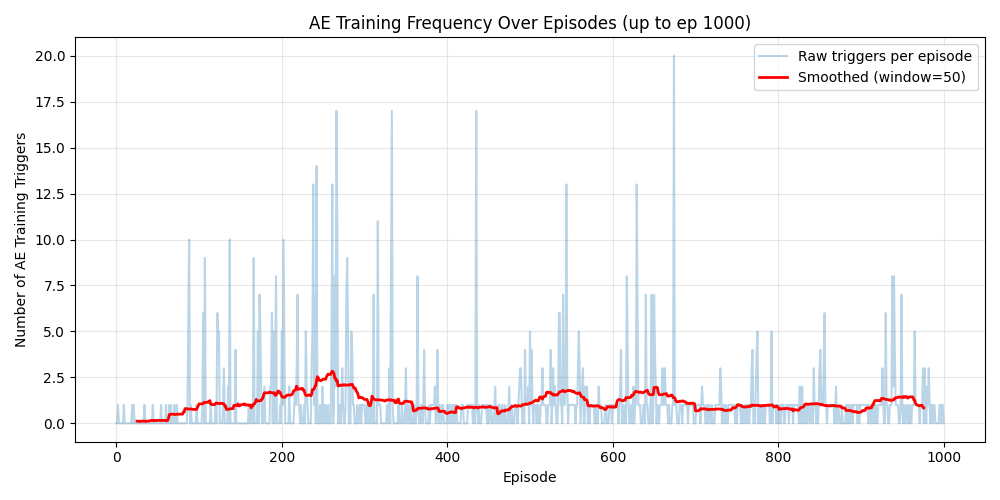 AE Training Frequency Over Episodes (up to ep 1000)
Raw triggers per episode
Smoothed (window=50)
Number of AE Training Triggers
20.0
17.5
15.0
12.5
10.0
7.5
5.0
2.5
0.0
0 200 400 600 800 1000
Episode